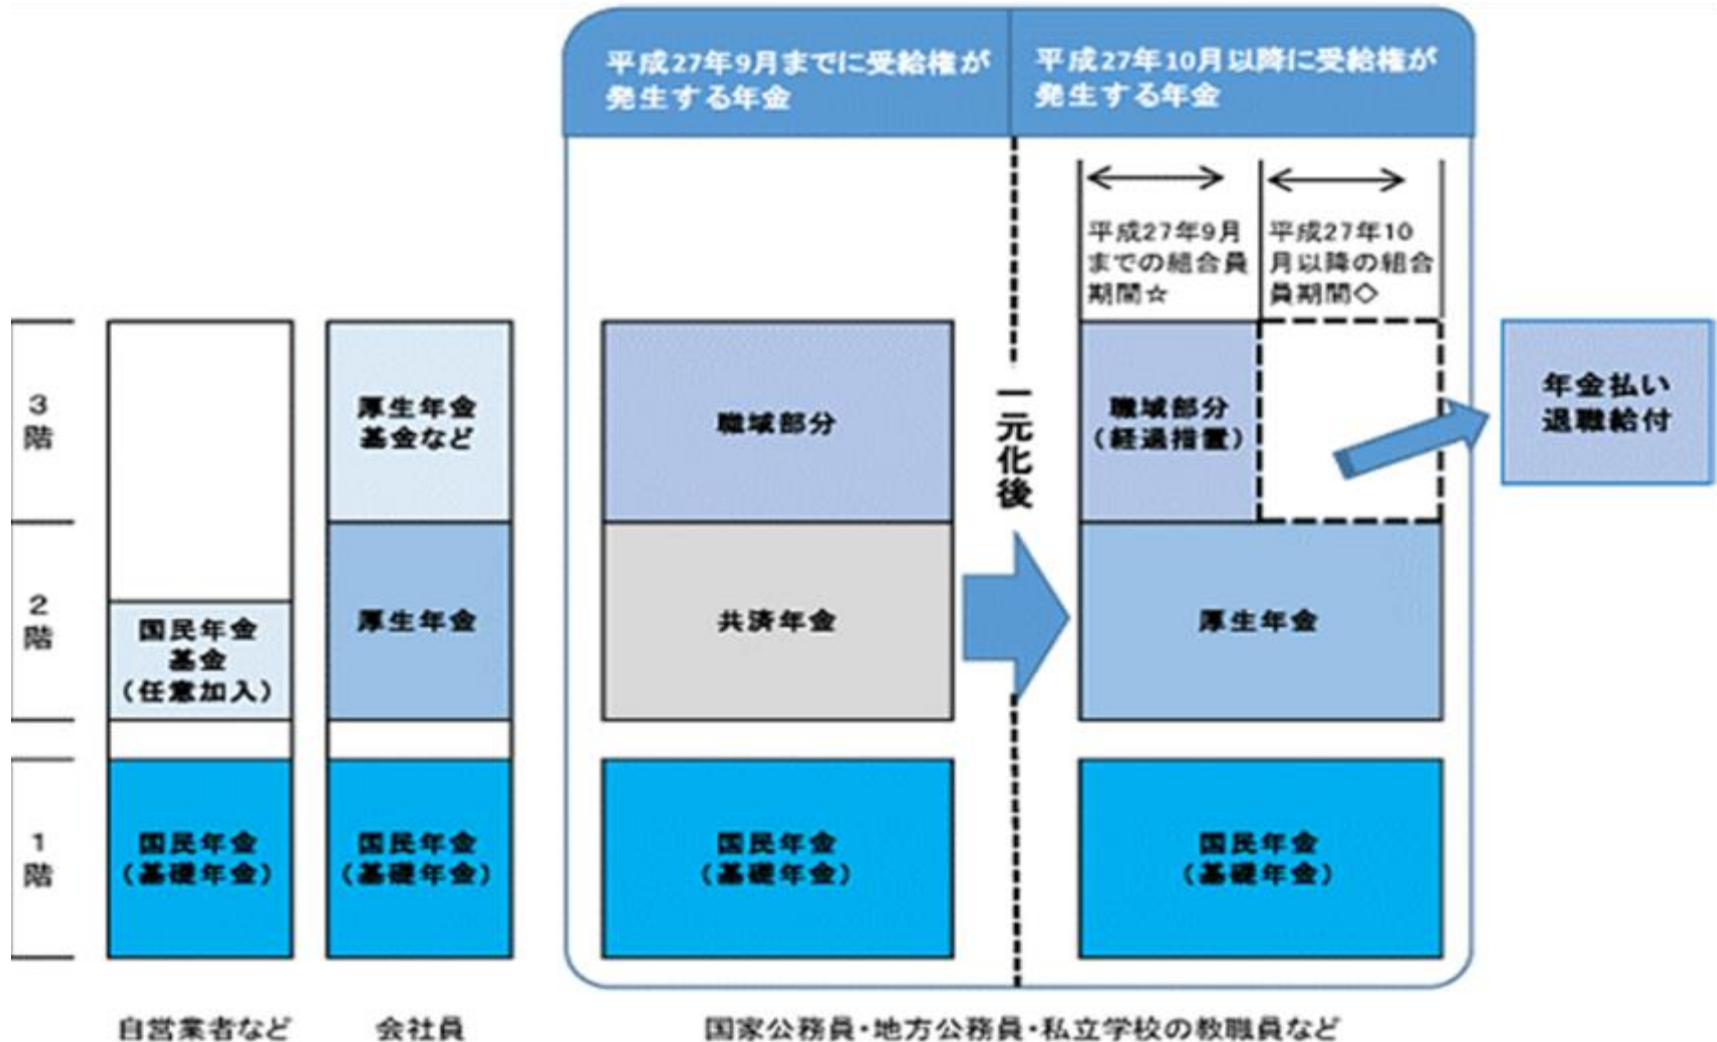 平成27年9月までに受給権が
発生する年金
平成27年10月以降に受給権が
発生する年金
平成27年9月
までの組合員
期間☆
平成27年10
月以降の組合
員期間◇
3
階
厚生年金
基金など
職域部分
一元化後
職域部分
(経過措置)
年金払い
退職給付
2
階
国民年金
基金
(任意加入)
厚生年金
共済年金
厚生年金
1
階
国民年金
(基礎年金)
国民年金
(基礎年金)
国民年金
(基礎年金)
国民年金
(基礎年金)
自営業者など
会社員
国家公務員・地方公務員・私立学校の教職員など